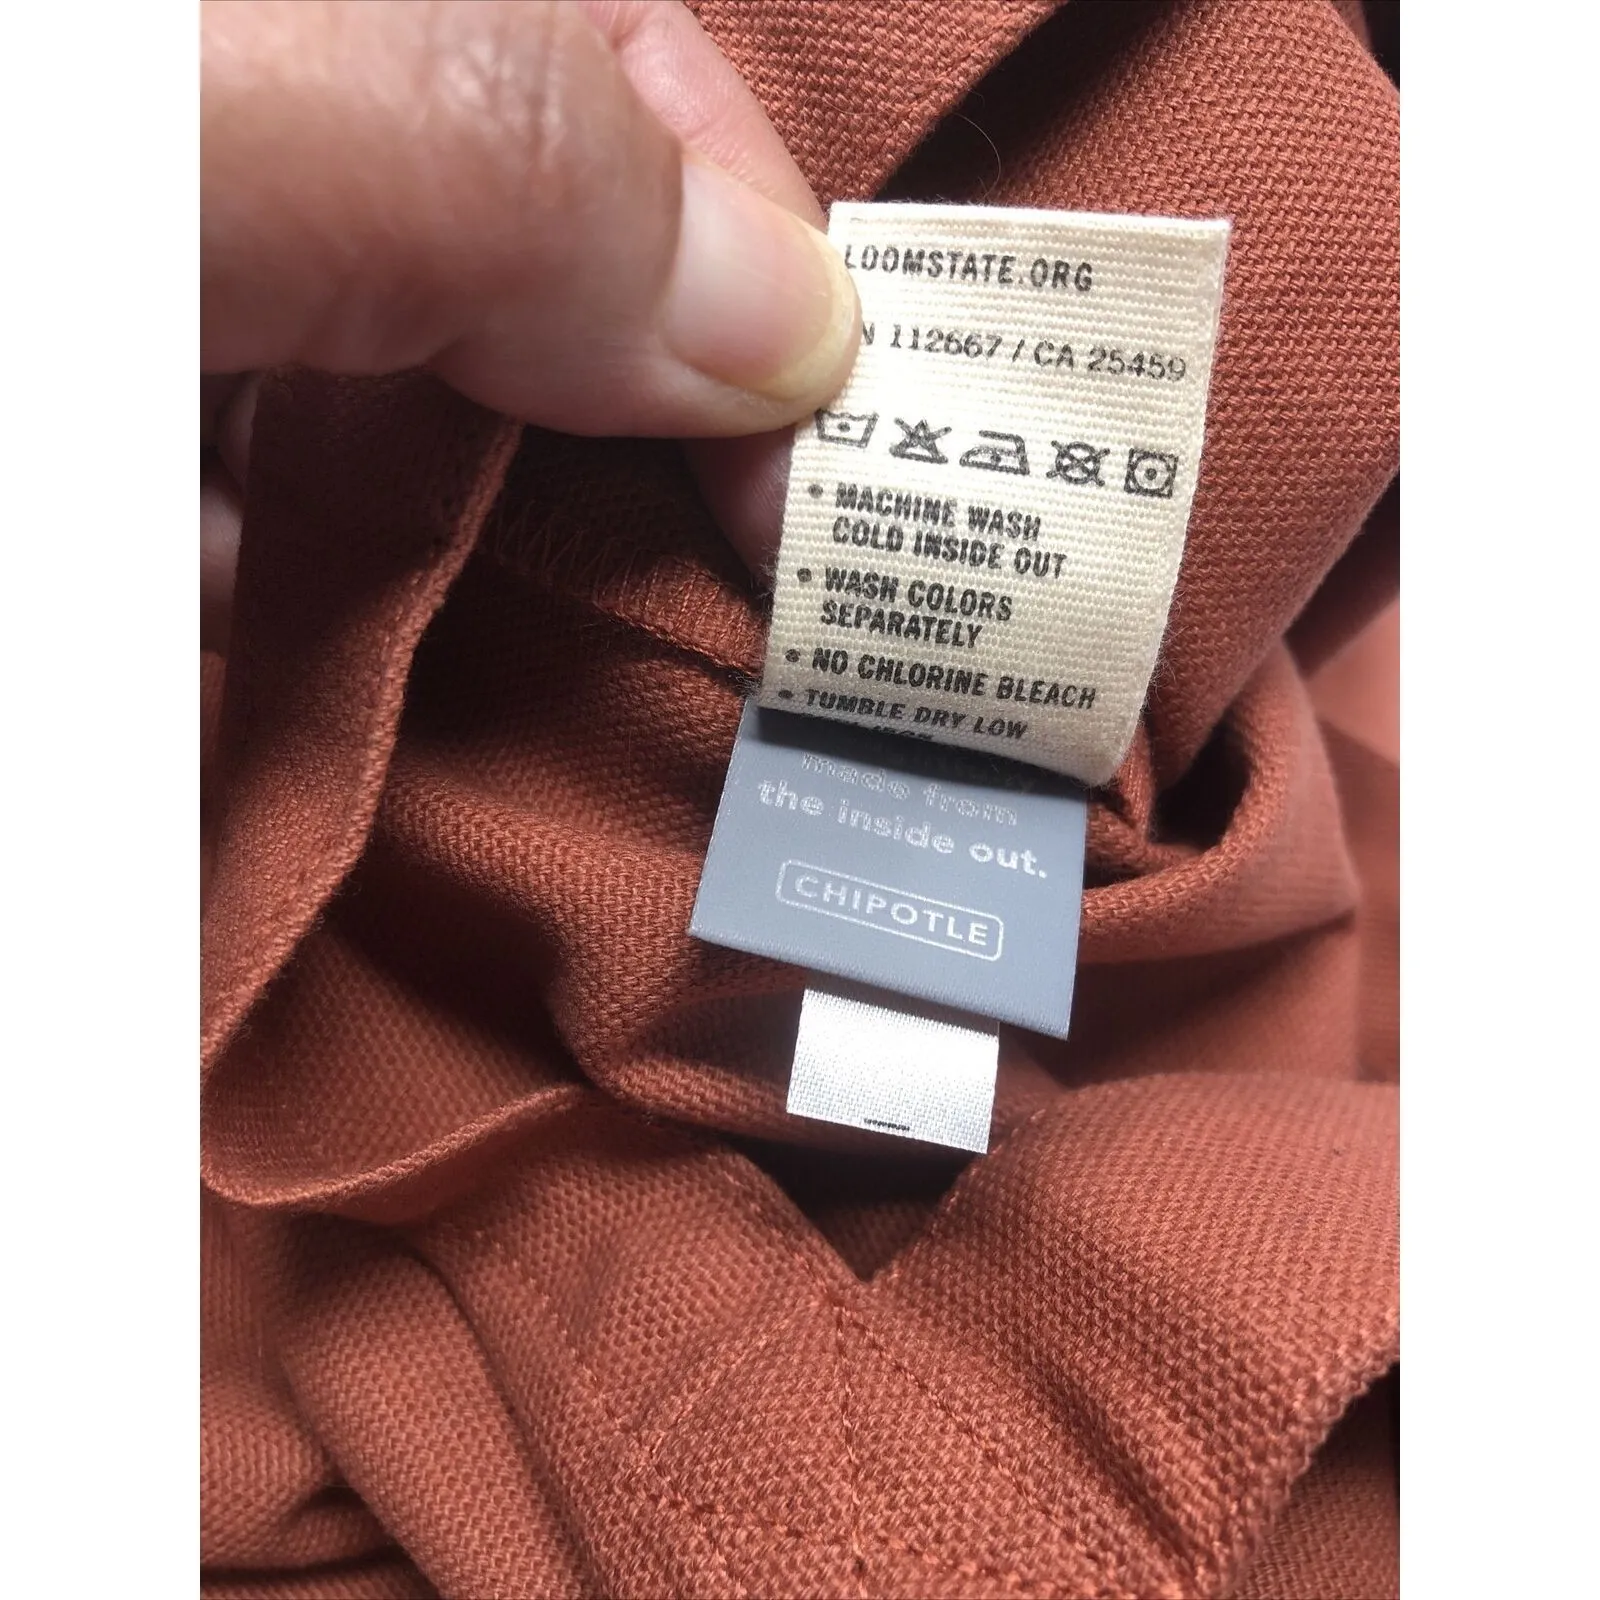 LOOMSTATE.ORG
N 112667 / CA 25459
• MACHINE WASH
COLD INSIDE OUT
• WASH COLORS
SEPARATELY
• NO CHLORINE BLEACH
• TUMBLE DRY LOW
made from
the inside out.
CHIPOTLE